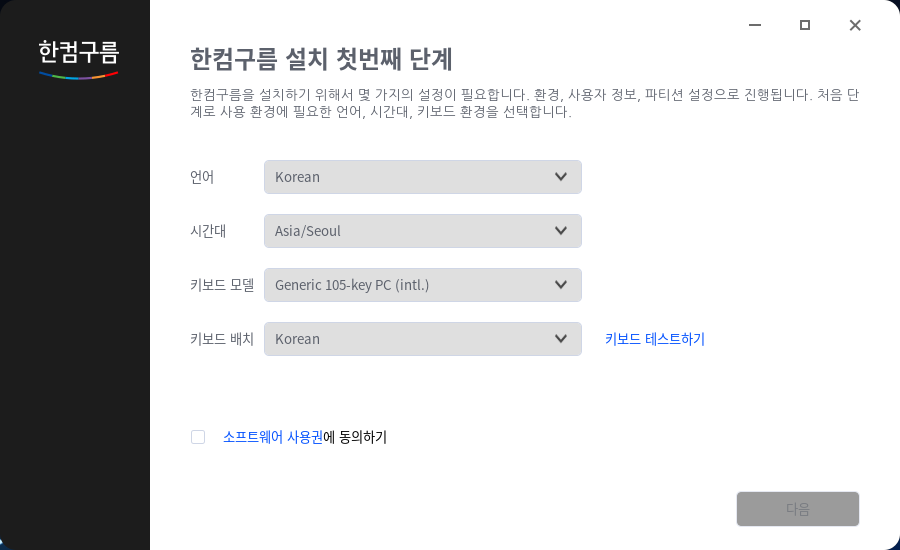 한컴구름
한컴구름 설치 첫번째 단계
한컴구름을 설치하기 위해서 몇 가지의 설정이 필요합니다. 환경, 사용자 정보, 파티션 설정으로 진행됩니다. 처음 단
계로 사용 환경에 필요한 언어, 시간대, 키보드 환경을 선택합니다.
언어 Korean
시간대 Asia/Seoul
키보드 모델 Generic 105-key PC (intl.)
키보드 배치 Korean 키보드 테스트하기
소프트웨어 사용권에 동의하기
다음